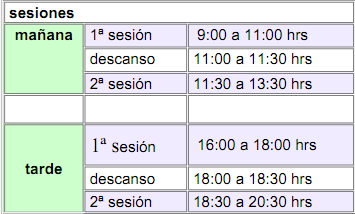 sesiones
mañana 1ª sesión 9:00 a 11:00 hrs
descanso 11:00 a 11:30 hrs
2ª sesión 11:30 a 13:30 hrs
tarde 1ª sesión 16:00 a 18:00 hrs
descanso 18:00 a 18:30 hrs
2ª sesión 18:30 a 20:30 hrs